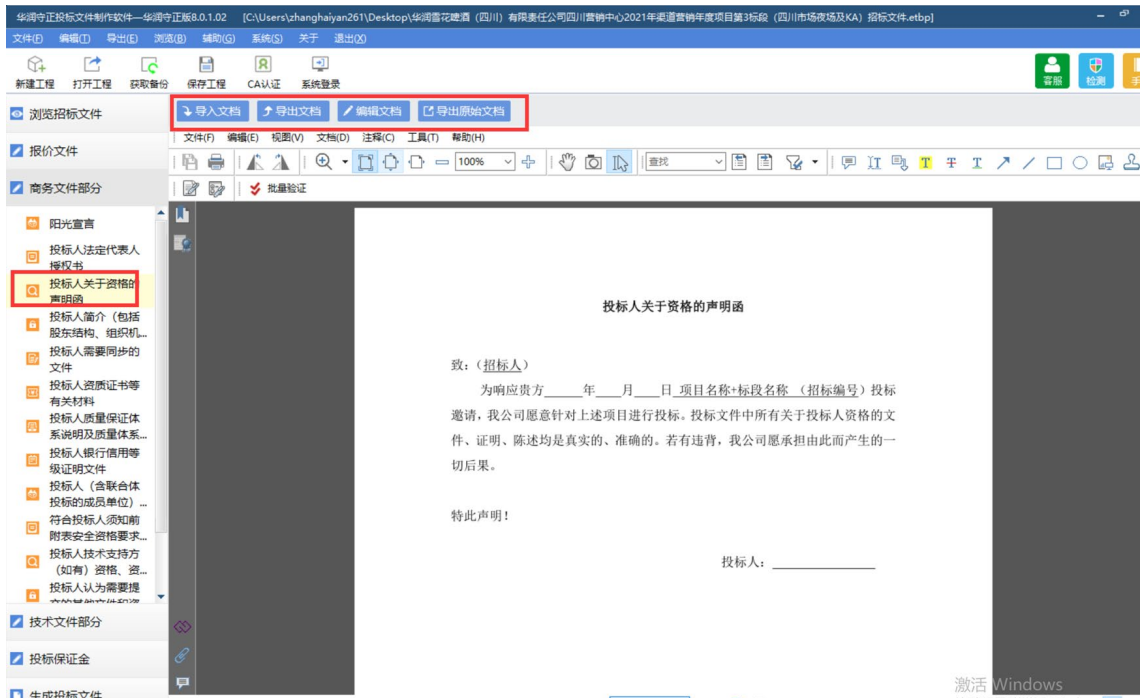 华润守正投标文件制作软件—华润守正版8.0.1.02 [C:\Users\zhanghaiyan261\Desktop\华润雪花啤酒（四川）有限责任公司四川营销中心2021年渠道营销年度项目第3标段（四川市场夜场及KA）招标文件.etbp]
文件(F) 编辑(T) 导出(E) 浏览(B) 辅助(G) 系统(S) 关于 退出(X)
新建工程 打开工程 获取备份 保存工程 CA认证 系统登录 客服 检测 手
浏览招标文件
导入文档 导出文档 编辑文档 导出原始文档
文件(F) 编辑(E) 视图(V) 文档(D) 注释(C) 工具(T) 帮助(H)
报价文件
100% 查找
商务文件部分
批量验证
阳光宣言
投标人法定代表人
授权书
投标人关于资格的
声明函
投标人简介（包括
股东结构、组织机...
投标人需要同步的
文件
投标人资质证书等
有关材料
投标人质量保证体
系说明及质量体系...
投标人银行信用等
级证明文件
投标人（含联合体
投标的成员单位）...
符合投标人须知前
附表安全资格要求...
投标人技术支持方
（如有）资格、资...
投标人认为需要提
交的其他文件和资
技术文件部分
投标保证金
生成投标文件
投标人关于资格的声明函
致：（招标人）
为响应贵方______年____月____日 项目名称+标段名称 （招标编号）投标
邀请，我公司愿意针对上述项目进行投标。投标文件中所有关于投标人资格的文
件、证明、陈述均是真实的、准确的。若有违背，我公司愿承担由此而产生的一
切后果。
特此声明！
投标人：______________
激活 Windows